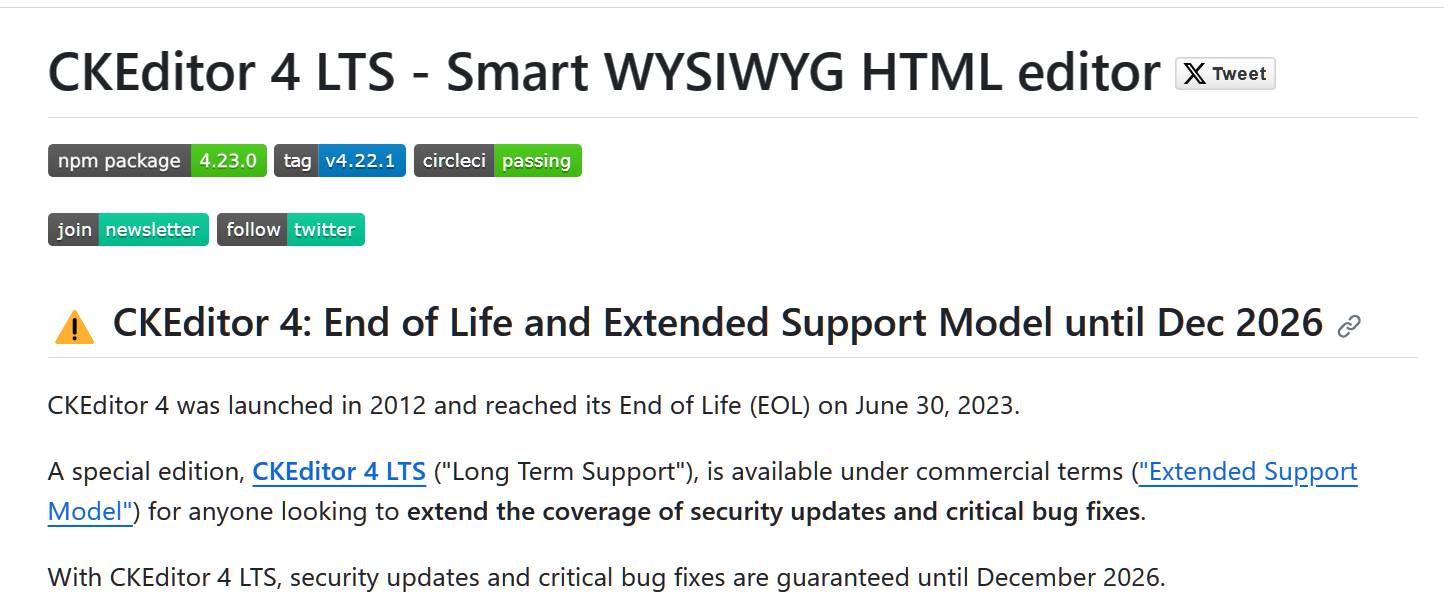 CKEditor 4 LTS - Smart WYSIWYG HTML editor X Tweet
npm package 4.23.0 tag v4.22.1 circleci passing
join newsletter follow twitter
⚠ CKEditor 4: End of Life and Extended Support Model until Dec 2026
CKEditor 4 was launched in 2012 and reached its End of Life (EOL) on June 30, 2023.
A special edition, CKEditor 4 LTS ("Long Term Support"), is available under commercial terms ("Extended Support
Model") for anyone looking to extend the coverage of security updates and critical bug fixes.
With CKEditor 4 LTS, security updates and critical bug fixes are guaranteed until December 2026.